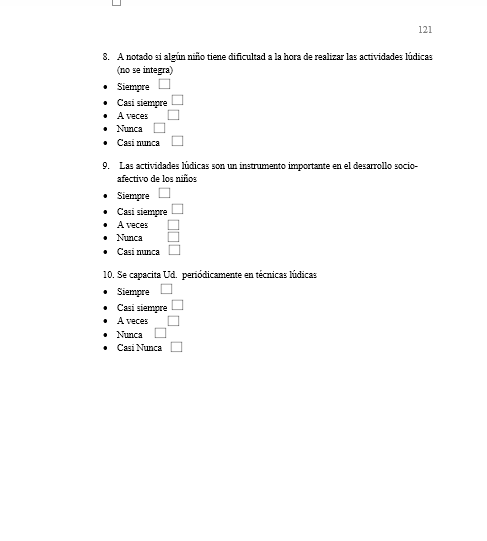 121
8. A notado si algún niño tiene dificultad a la hora de realizar las actividades lúdicas
(no se integra)
• Siempre
• Casi siempre
• A veces
• Nunca
• Casi nunca
9. Las actividades lúdicas son un instrumento importante en el desarrollo socio-
afectivo de los niños
• Siempre
• Casi siempre
• A veces
• Nunca
• Casi nunca
10. Se capacita Ud. periódicamente en técnicas lúdicas
• Siempre
• Casi siempre
• A veces
• Nunca
• Casi Nunca